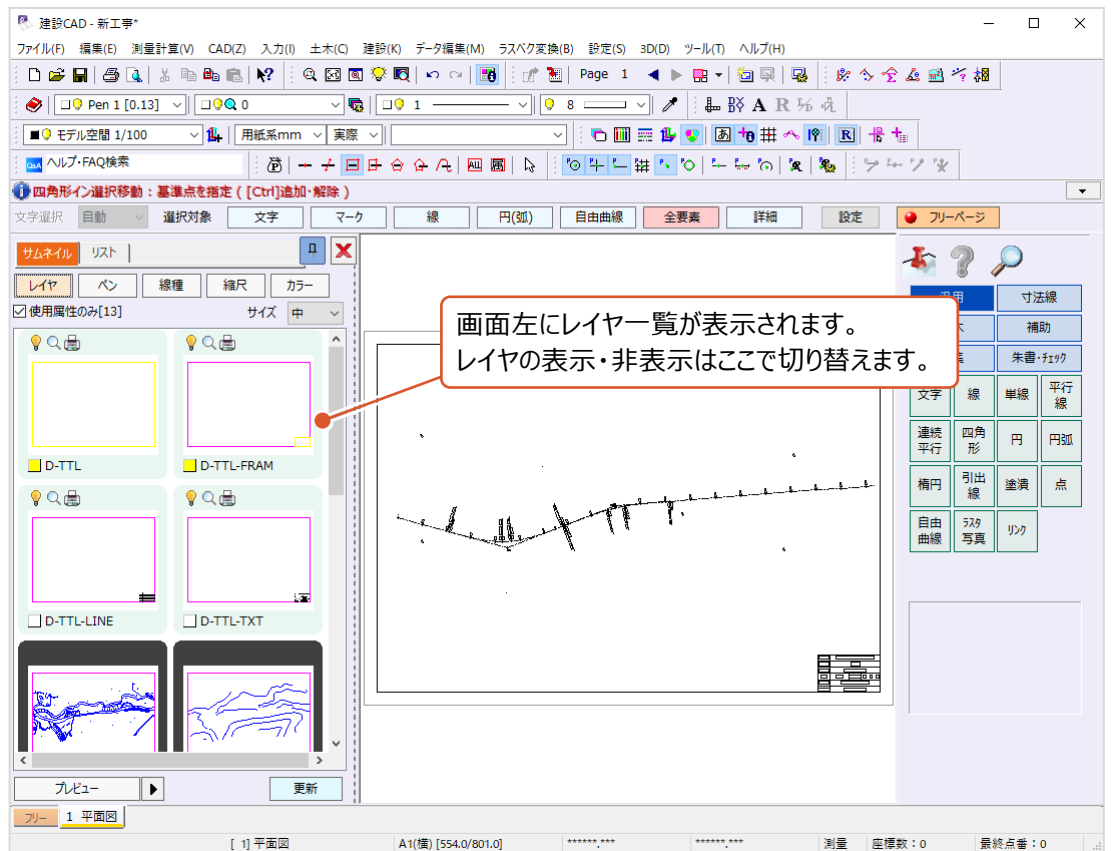 建設CAD - 新工事*
ファイル(F) 編集(E) 測量計算(V) CAD(Z) 入力(I) 土木(C) 建設(K) データ編集(M) ラスベク変換(B) 設定(S) 3D(D) ツール(T) ヘルプ(H)
Page 1
Pen 1 [0.13] 0 1 8 A R
モデル空間 1/100 用紙系mm 実際 あ R
ヘルプ・FAQ検索
四角形イン選択移動：基準点を指定 ( [Ctrl]追加・解除 )
文字選択 自動 選択対象 文字 マーク 線 円(弧) 自由曲線 全要素 詳細 設定 フリーページ
サムネイル リスト
レイヤ ペン 線種 縮尺 カラー
使用属性のみ[13] サイズ 中
画面左にレイヤ一覧が表示されます。
レイヤの表示・非表示はここで切り替えます。
D-TTL D-TTL-FRAM
D-TTL-LINE D-TTL-TXT
プレビュー 更新
用 寸法線
補助
朱書・ﾁｪｯｸ
文字 線 単線 平行線
連続平行 四角形 円 円弧
楕円 引出線 塗潰 点
自由曲線 ﾗｽﾀ写真 ﾘﾝｸ
フリー 1 平面図
[ 1] 平面図 A1(横) [554.0/801.0] ******.*** ******.*** 測量 座標数：0 最終点番：0